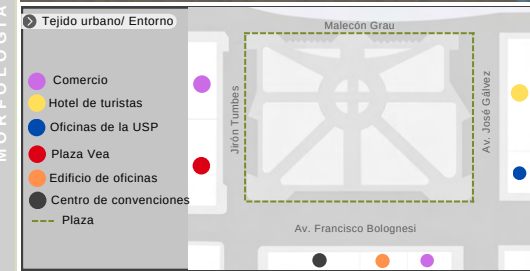 MORFOLOGÍA
Tejido urbano/ Entorno
Comercio
Hotel de turistas
Oficinas de la USP
Plaza Vea
Edificio de oficinas
Centro de convenciones
Plaza
Malecón Grau
Jirón Tumbes
Av. José Gálvez
Av. Francisco Bolognesi